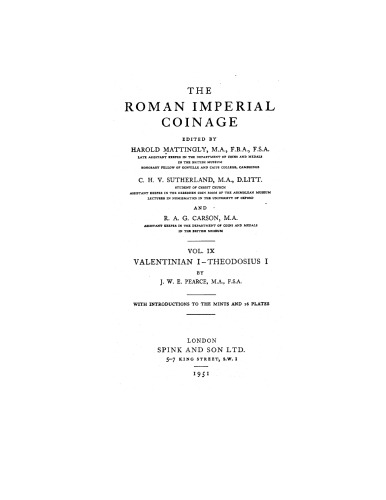 THE
ROMAN IMPERIAL
COINAGE
EDITED BY
HAROLD MATTINGLY, M.A., F.B.A., F.S.A.
LATE ASSISTANT KEEPER IN THE DEPARTMENT OF COINS AND MEDALS
IN THE BRITISH MUSEUM
HONORARY FELLOW OF GONVILLE AND CAIUS COLLEGE, CAMBRIDGE
C. H. V. SUTHERLAND, M.A., D.LITT.
STUDENT OF CHRIST CHURCH
ASSISTANT KEEPER IN THE HEBERDEN COIN ROOM OF THE ASHMOLEAN MUSEUM
LECTURER IN NUMISMATICS IN THE UNIVERSITY OF OXFORD
AND
R. A. G. CARSON, M.A.
ASSISTANT KEEPER IN THE DEPARTMENT OF COINS AND MEDALS
IN THE BRITISH MUSEUM
VOL. IX
VALENTINIAN I–THEODOSIUS I
BY
J. W. E. PEARCE, M.A., F.S.A.
WITH INTRODUCTIONS TO THE MINTS AND 16 PLATES
LONDON
SPINK AND SON LTD.
5–7 KING STREET, S.W. I
1951